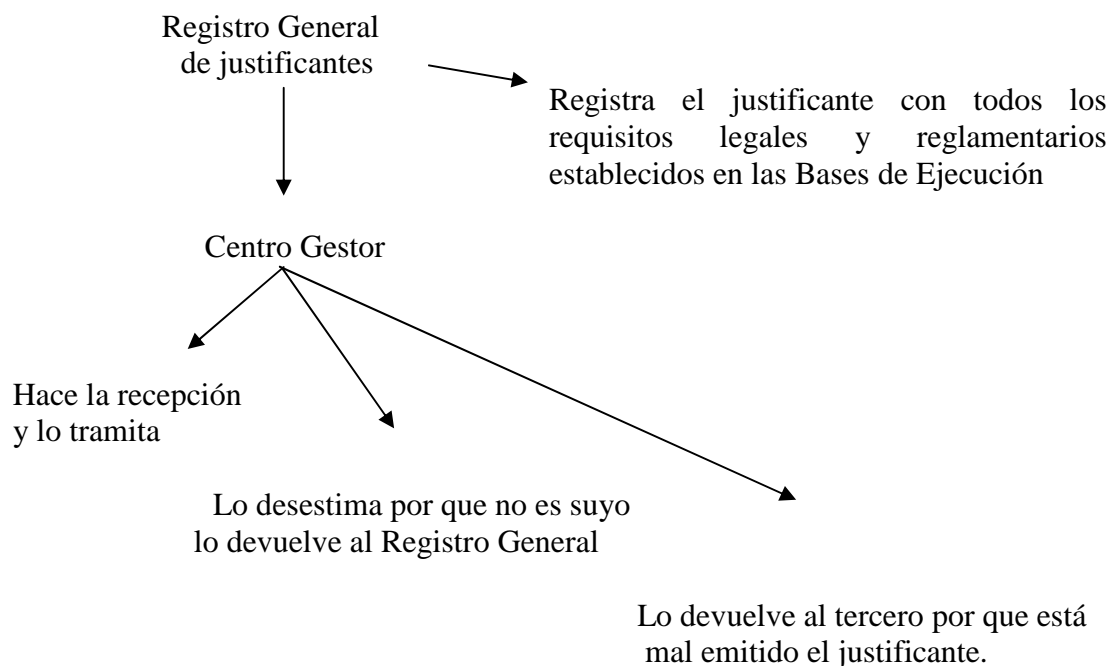 Registro General
de justificantes
Registra el justificante con todos los
requisitos legales y reglamentarios
establecidos en las Bases de Ejecución
Centro Gestor
Hace la recepción
y lo tramita
Lo desestima por que no es suyo
lo devuelve al Registro General
Lo devuelve al tercero por que está
mal emitido el justificante.